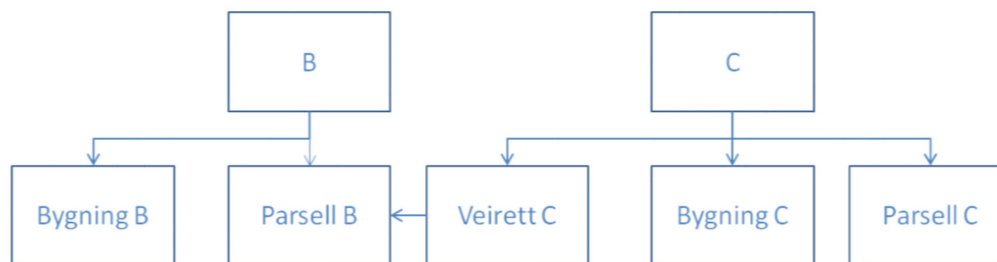 B
C
Bygning B
Parsell B
Veirett C
Bygning C
Parsell C